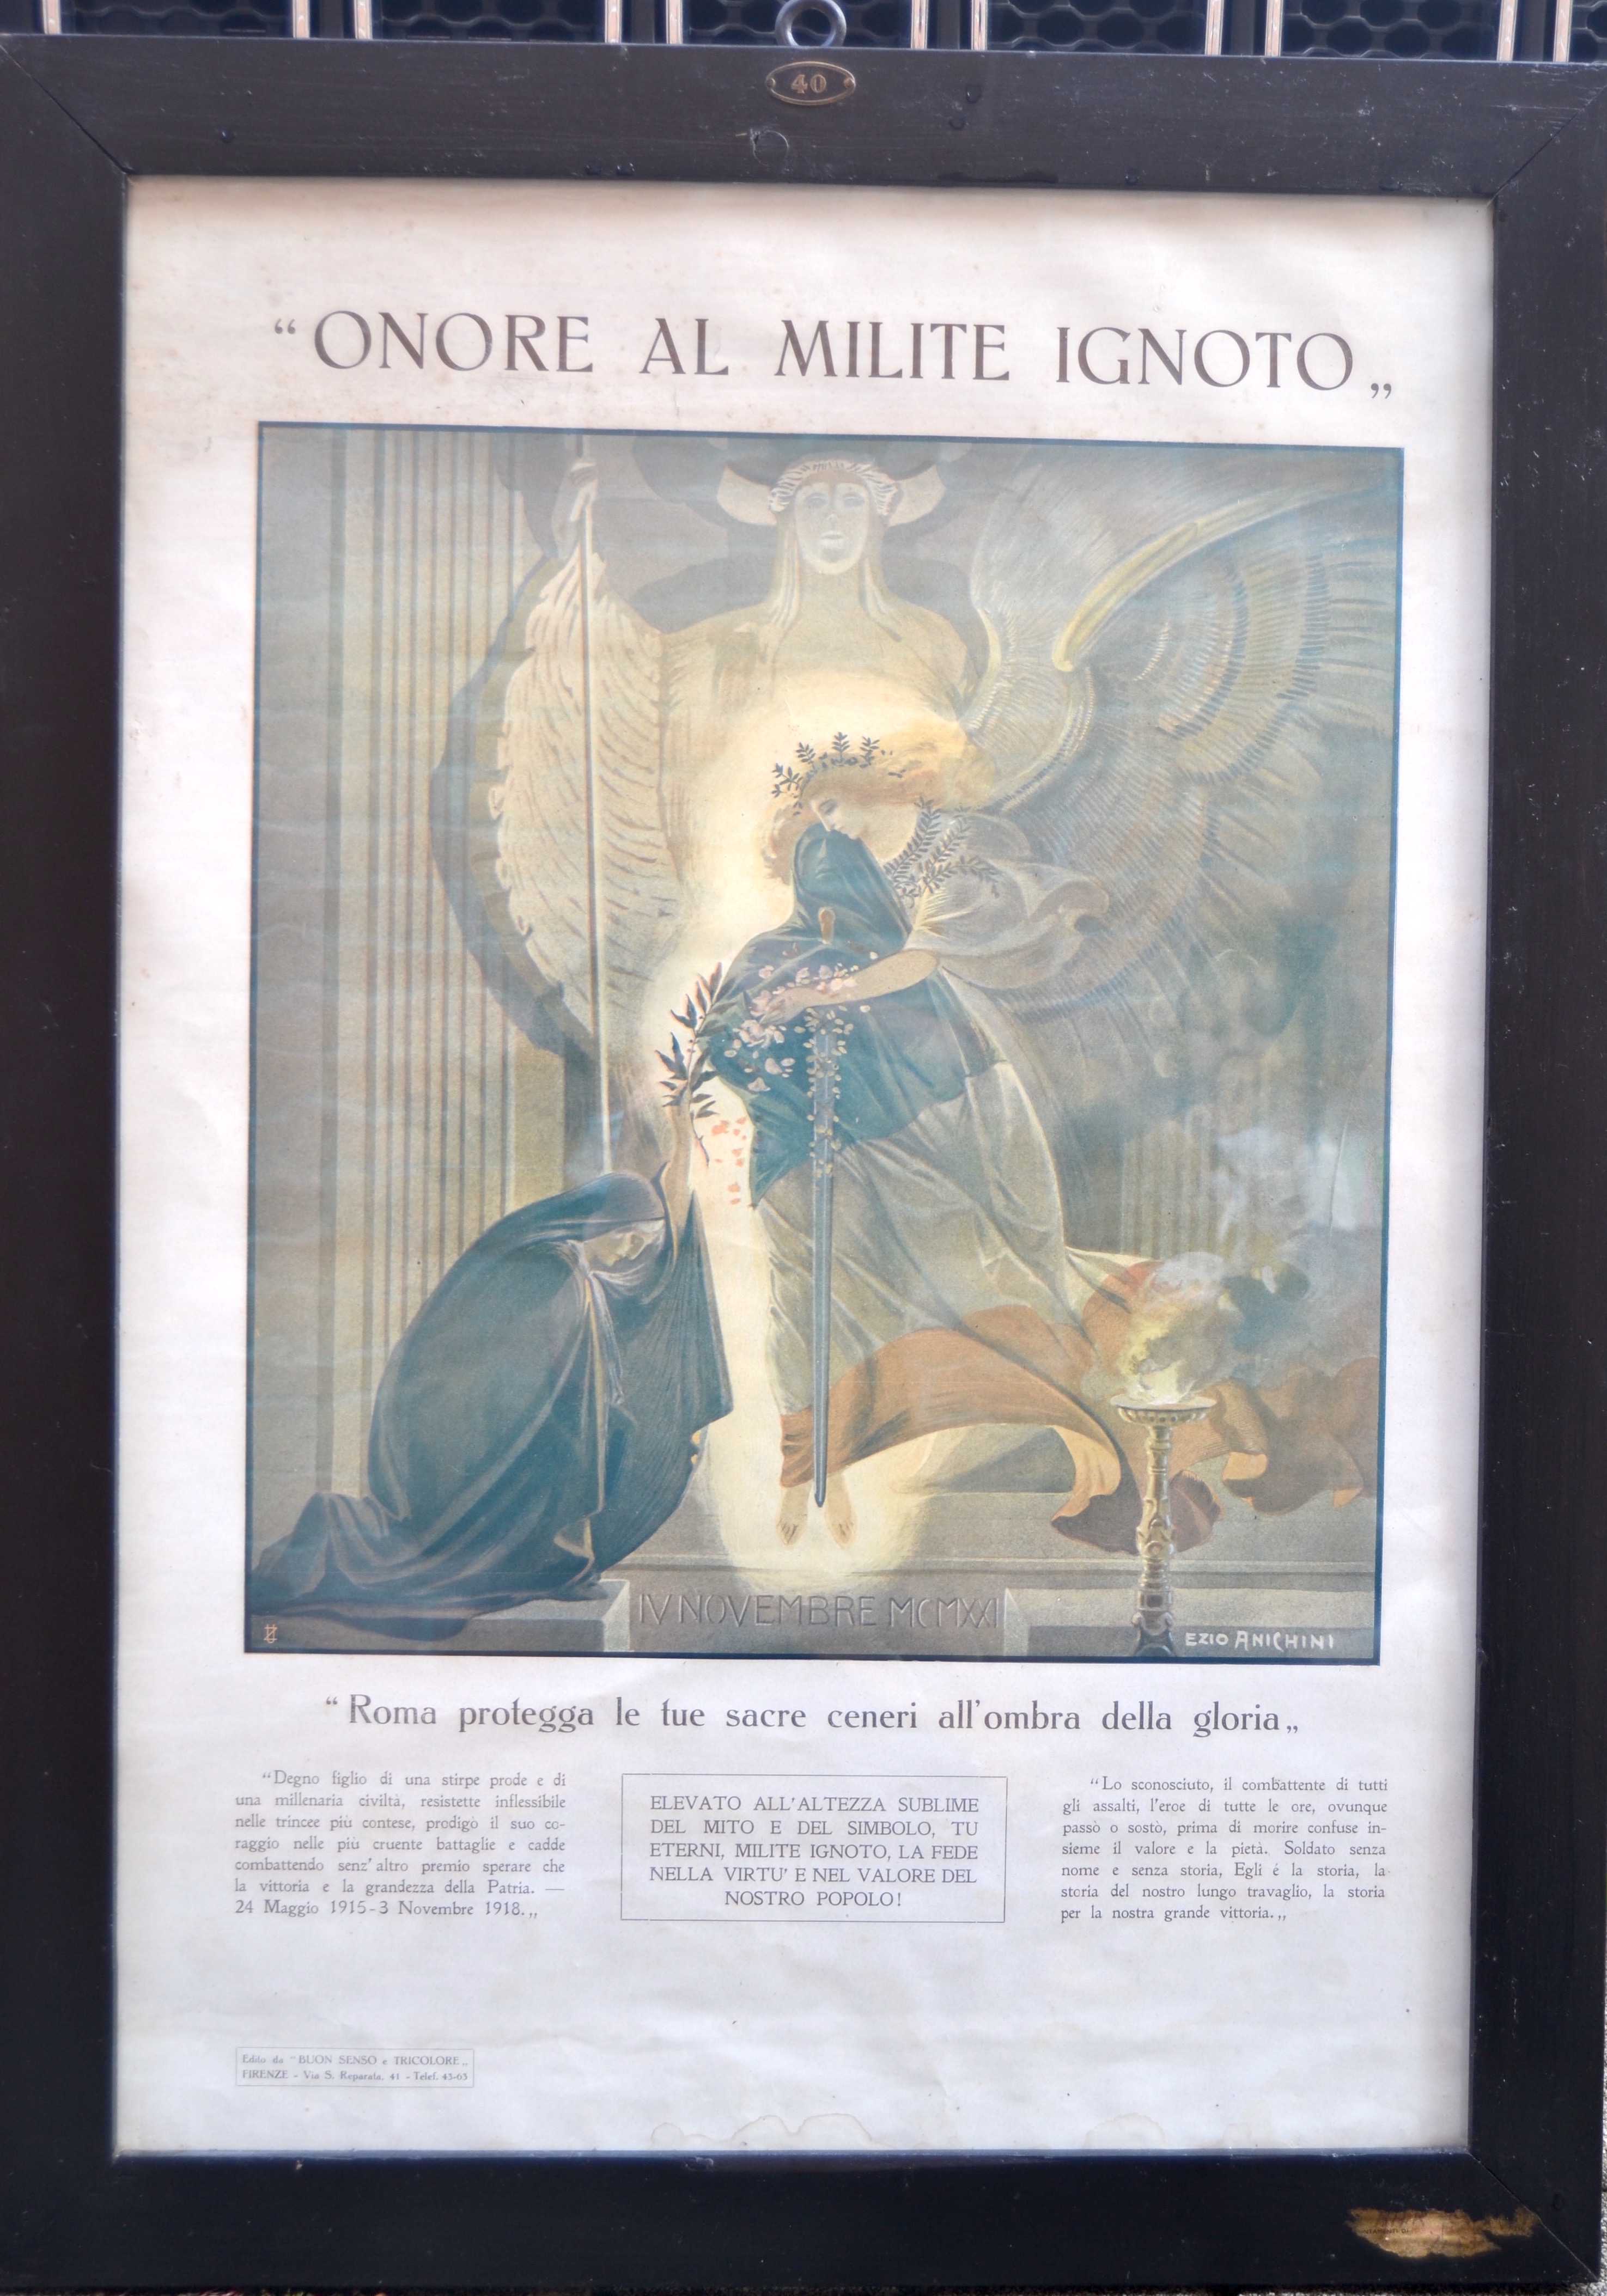 40
“ONORE AL MILITE IGNOTO„
IV NOVEMBRE MCMXXI
EZIO ANICHINI
“Roma protegga le tue sacre ceneri all'ombra della gloria„
“Degno figlio di una stirpe prode e di
una millenaria civiltà, resistette inflessibile
nelle trincee più contese, prodigò il suo co-
raggio nelle più cruente battaglie e cadde
combattendo senz'altro premio sperare che
la vittoria e la grandezza della Patria. —
24 Maggio 1915-3 Novembre 1918.„
ELEVATO ALL'ALTEZZA SUBLIME
DEL MITO E DEL SIMBOLO, TU
ETERNI, MILITE IGNOTO, LA FEDE
NELLA VIRTU' E NEL VALORE DEL
NOSTRO POPOLO!
“Lo sconosciuto, il combattente di tutti
gli assalti, l'eroe di tutte le ore, ovunque
passò o sostò, prima di morire confuse in-
sieme il valore e la pietà. Soldato senza
nome e senza storia, Egli é la storia, la
storia del nostro lungo travaglio, la storia
per la nostra grande vittoria.„
Edito da “BUON SENSO e TRICOLORE„
FIRENZE - Via S. Reparata, 41 - Telef. 43-63